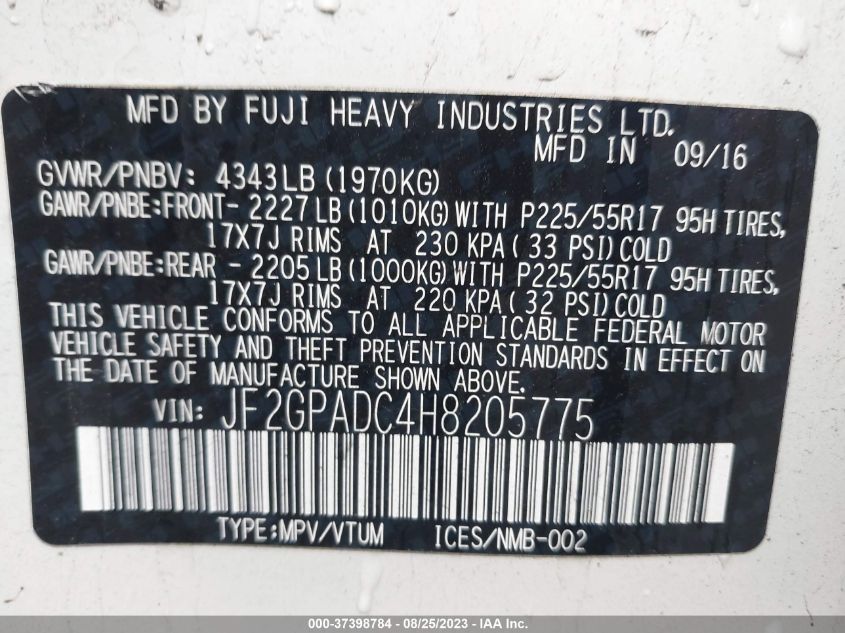 MFD BY FUJI HEAVY INDUSTRIES LTD.
MFD IN 09/16
GVWR/PNBV: 4343LB (1970KG)
GAWR/PNBE:FRONT- 2227LB(1010KG)WITH P225/55R17 95H TIRES,
17X7J RIMS AT 230 KPA( 33 PSI)COLD
GAWR/PNBE:REAR - 2205LB(1000KG)WITH P225/55R17 95H TIRES,
17X7J RIMS AT 220 KPA( 32 PSI)COLD
THIS VEHICLE CONFORMS TO ALL APPLICABLE FEDERAL MOTOR
VEHICLE SAFETY AND THEFT PREVENTION STANDARDS IN EFFECT ON
THE DATE OF MANUFACTURE SHOWN ABOVE.
VIN: JF2GPADC4H8205775
TYPE:MPV/VTUM ICES/NMB-002
000-37398784 - 08/25/2023 - IAA Inc.